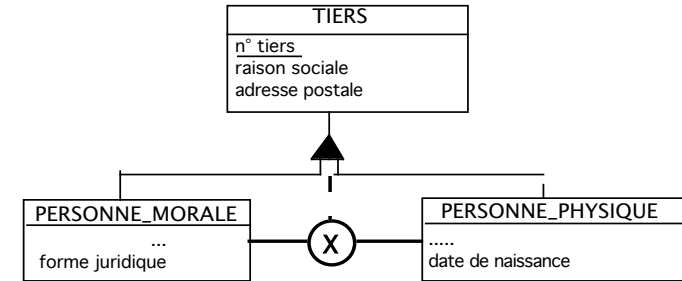 TIERS
n° tiers
raison sociale
adresse postale
PERSONNE_MORALE
...
forme juridique
X
PERSONNE_PHYSIQUE
.....
date de naissance